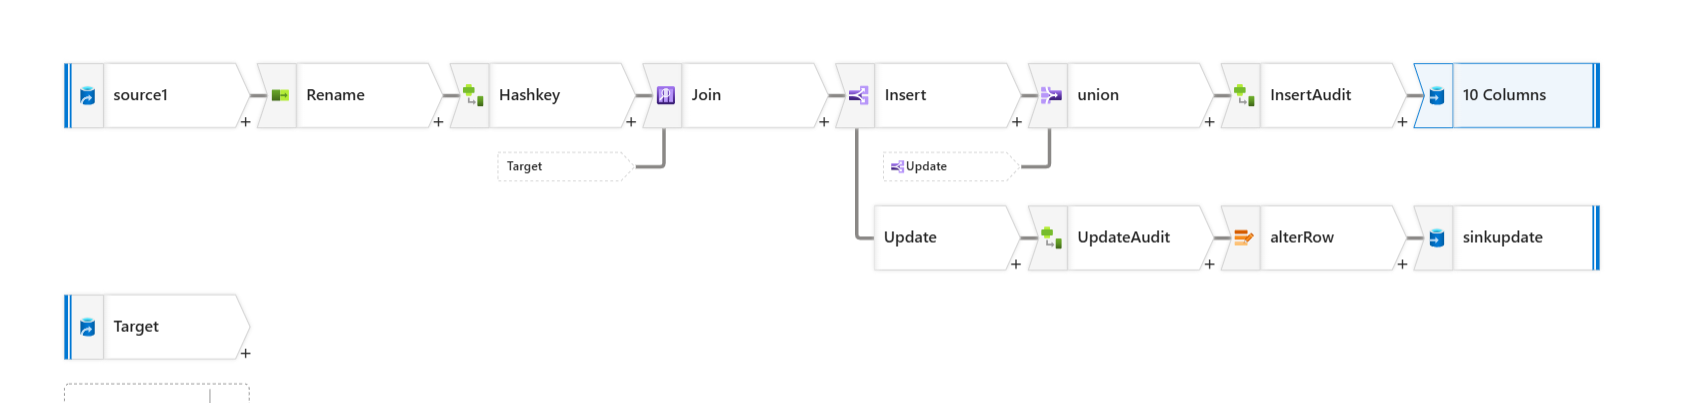 source1
Rename
Hashkey
Join
Insert
union
InsertAudit
10 Columns
Target
Update
Update
UpdateAudit
alterRow
sinkupdate
Target